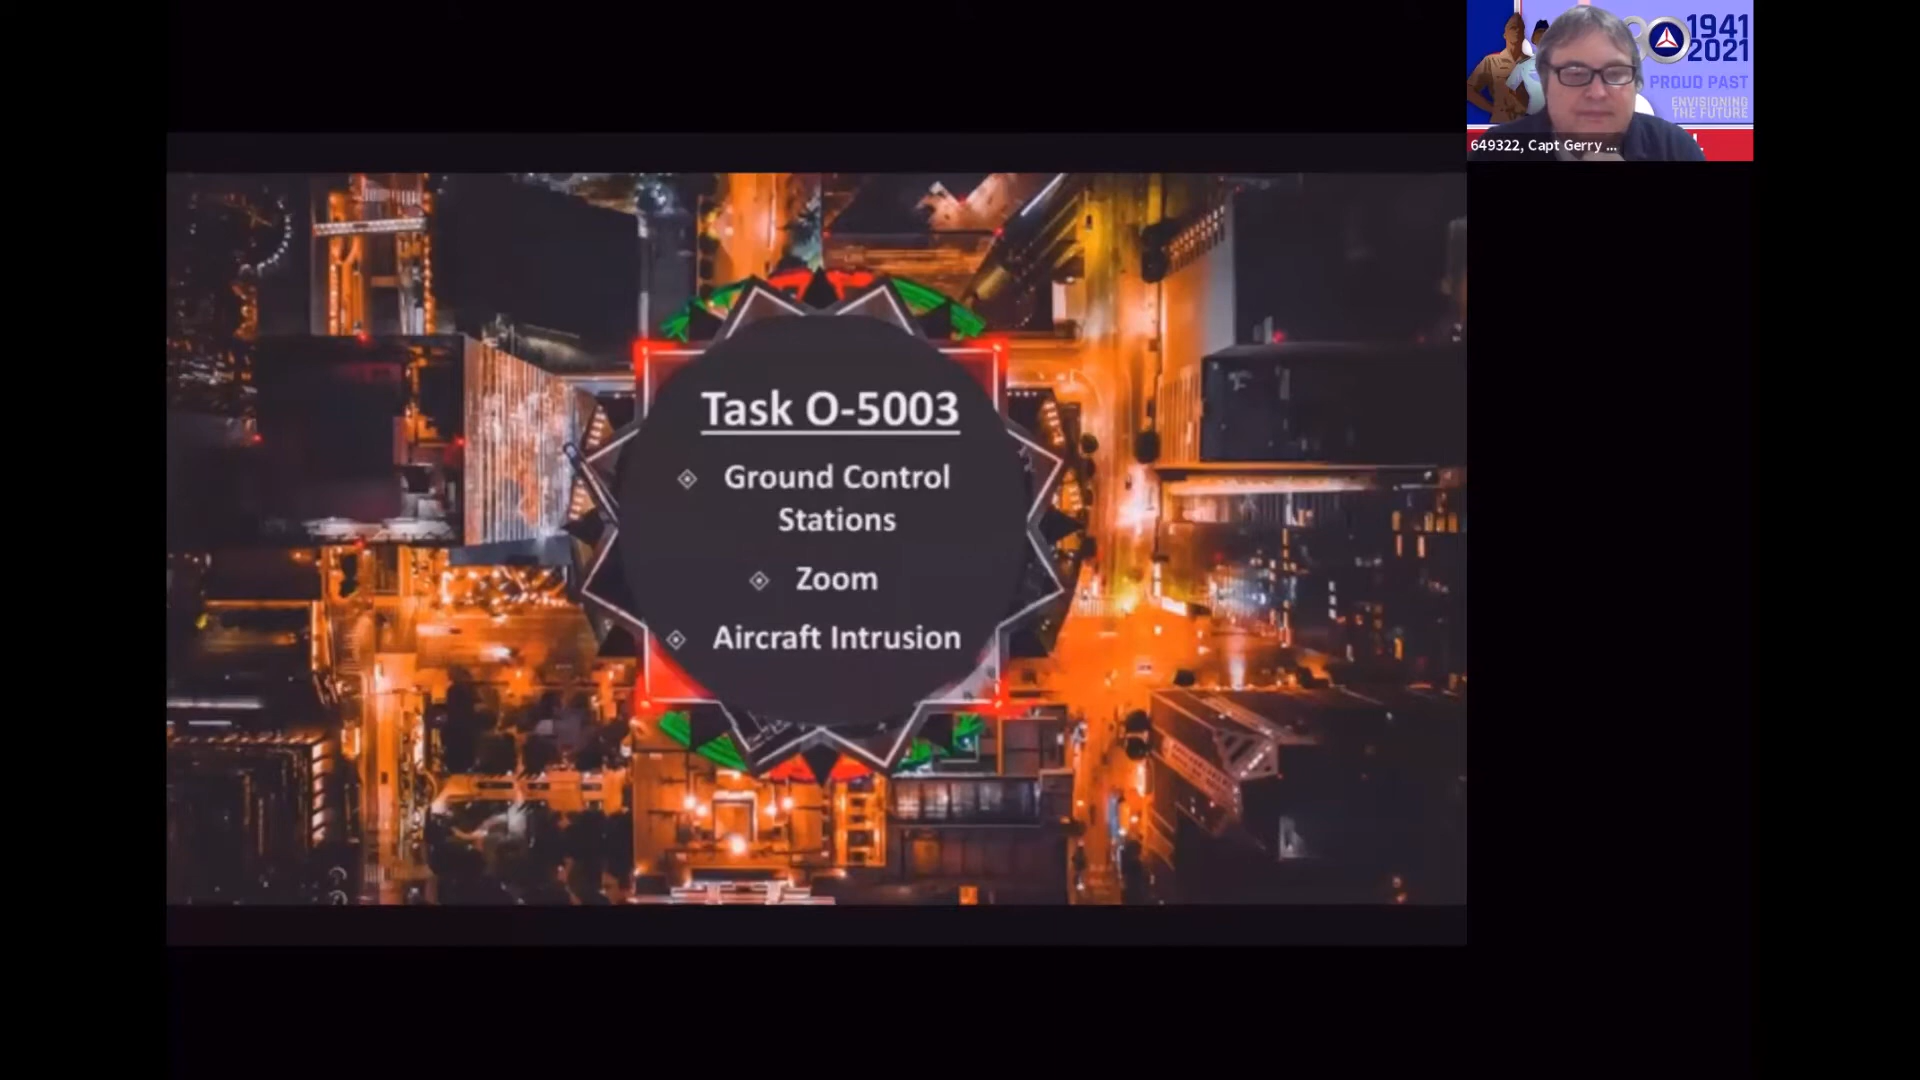 1941
2021
PROUD PAST
ENVISIONING
THE FUTURE
649322, Capt Gerry ...
Task O-5003
Ground Control
Stations
Zoom
Aircraft Intrusion